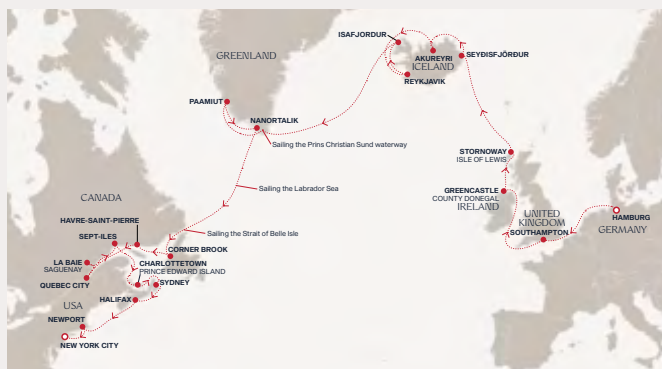 ISAFJORDUR
GREENLAND
AKUREYRI
ICELAND
SEYÐISFJÖRÐUR
REYKJAVIK
PAAMIUT
NANORTALIK
Sailing the Prins Christian Sund waterway
STORNOWAY
ISLE OF LEWIS
Sailing the Labrador Sea
GREENCASTLE
COUNTY DONEGAL
IRELAND
CANADA
UNITED
KINGDOM
HAMBURG
GERMANY
SOUTHAMPTON
HAVRE-SAINT-PIERRE
Sailing the Strait of Belle Isle
SEPT-ILES
CORNER BROOK
LA BAIE
SAGUENAY
CHARLOTTETOWN
PRINCE EDWARD ISLAND
QUEBEC CITY
SYDNEY
HALIFAX
USA
NEWPORT
NEW YORK CITY